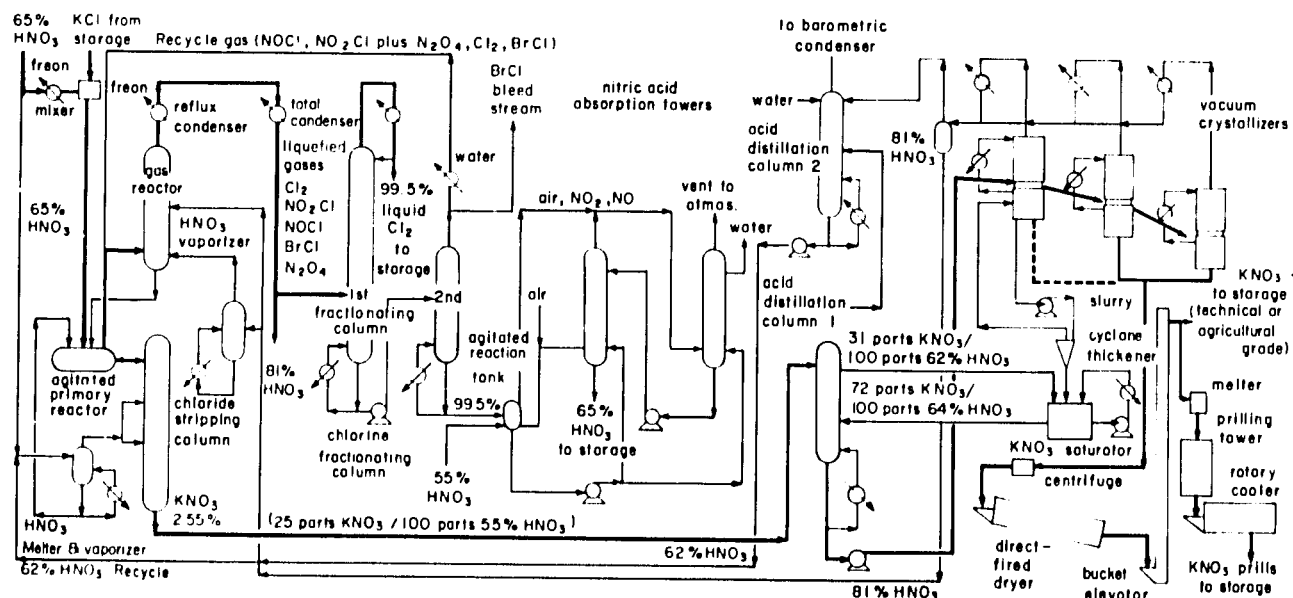 65%
HNO₃
KCl from
storage
Recycle gas (NOCl, NO₂Cl plus N₂O₄, Cl₂, BrCl)
freon
mixer
freon
reflux
condenser
total
condenser
gas
reactor
liquefied
gases
Cl₂
NO₂Cl
NOCl
BrCl
N₂O₄
65%
HNO₃
HNO₃
vaporizer
99.5%
liquid
Cl₂
to
storage
water
BrCl
bleed
stream
nitric acid
absorption towers
air, NO₂, NO
vent to
atmas.
water
to barometric
condenser
water
acid
distillation
column 2
81%
HNO₃
vacuum
crystallizers
1st
fractionating
column
2nd
air
agitated reaction
tank
acid
distillation
column 1
slurry
KNO₃
to storage
(technical or
agricultural
grade)
agitated
primary
reactor
chloride
stripping
column
81%
HNO₃
chlorine
fractionating column
99.5%
55%
HNO₃
65%
HNO₃
to storage
31 parts KNO₃/
100 parts 62% HNO₃
72 parts KNO₃/
100 parts 64% HNO₃
cyclane
thickener
KNO₃ saturator
centrifuge
melter
prilling
tawer
rotary
cooler
HNO₃
KNO₃
2.55%
(25 parts KNO₃ /100 parts 55% HNO₃)
Melter & vaporizer
62% HNO₃ Recycle
62% HNO₃
81% HNO₃
direct-
fired
dryer
bucket
elevator
KNO₃ prills
to storage